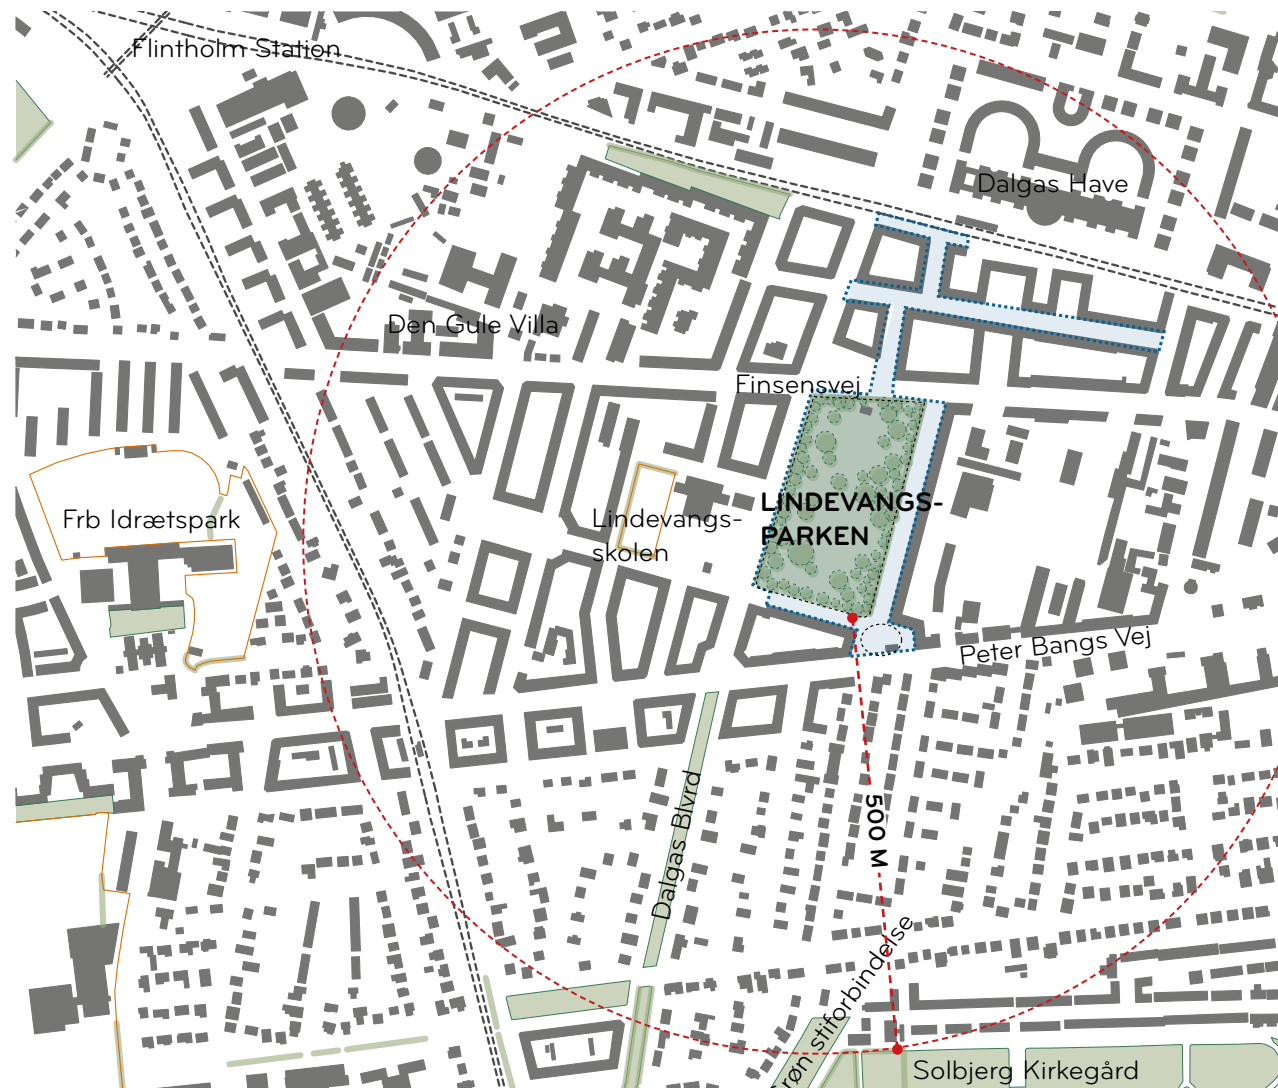 Flintholm Station
Dalgas Have
Den Gule Villa
Finsensvej
LINDEVANGS-
PARKEN
Frb Idrætspark
Lindevangs-
skolen
Peter Bangs Vej
500 M
Dalgas Blvrd
stiforbindelse
Solbjerg Kirkegård